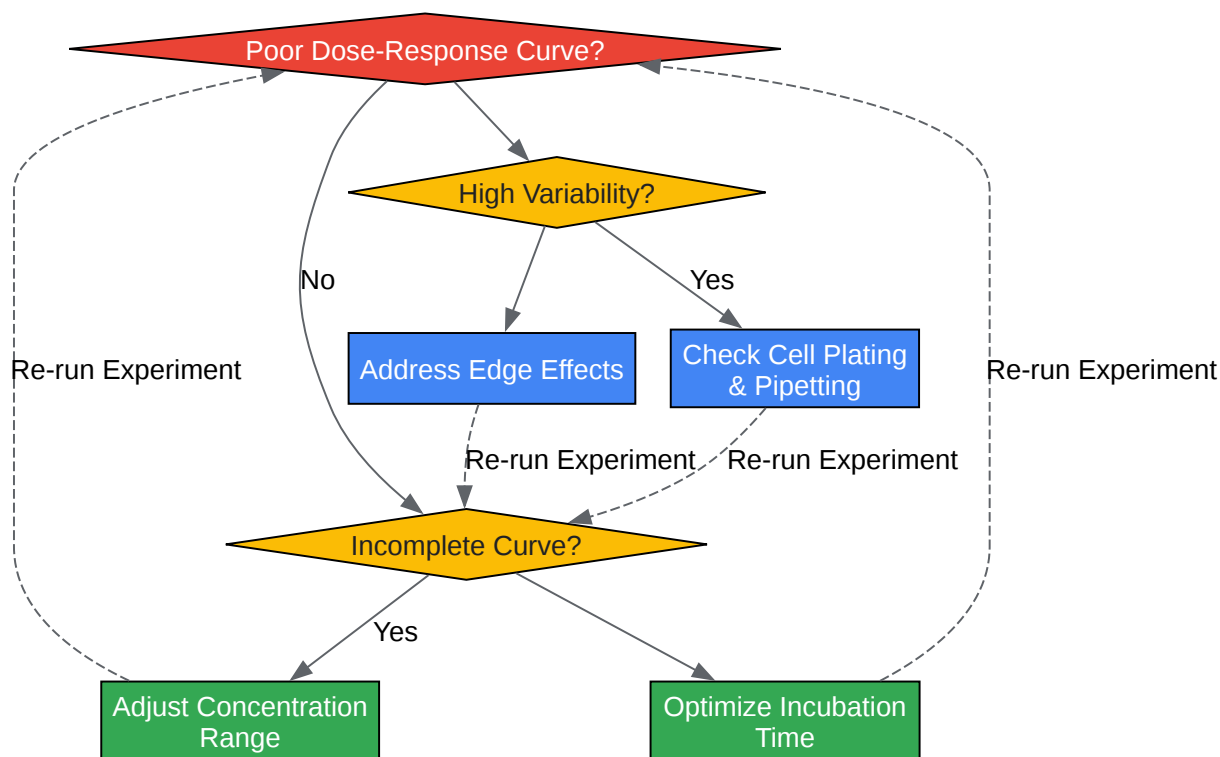 Poor Dose-Response Curve?
High Variability?
No
Yes
Address Edge Effects
Check Cell Plating
& Pipetting
Re-run Experiment
Re-run Experiment
Re-run Experiment
Re-run Experiment
Incomplete Curve?
Yes
Adjust Concentration
Range
Optimize Incubation
Time